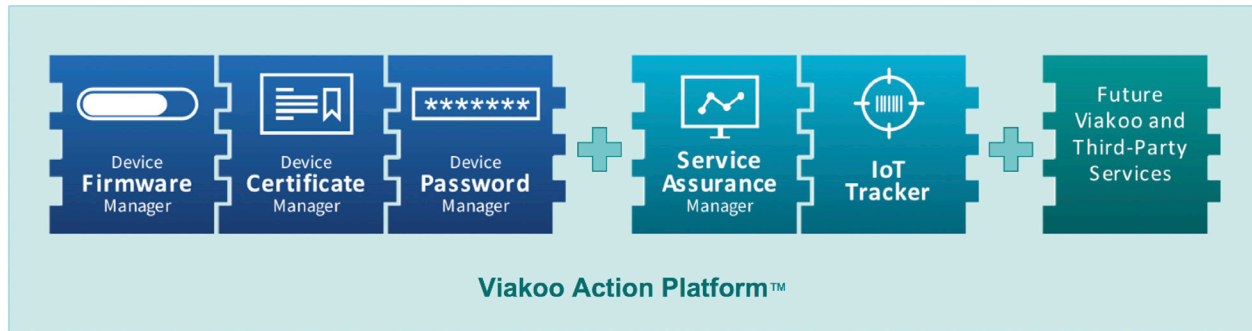 *******
Device
Firmware
Manager
Device
Certificate
Manager
Device
Password
Manager
Service
Assurance
Manager
IoT
Tracker
Future
Viakoo and
Third-Party
Services
Viakoo Action Platform™